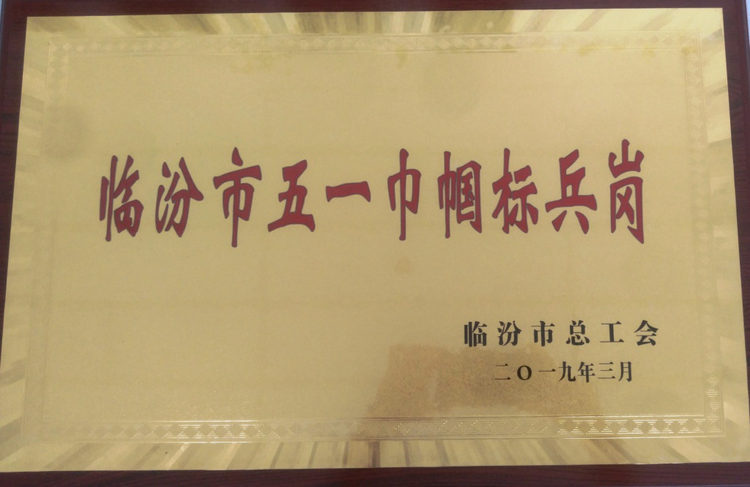 临汾市五一巾帼标兵岗
临汾市总工会
二〇一九年三月